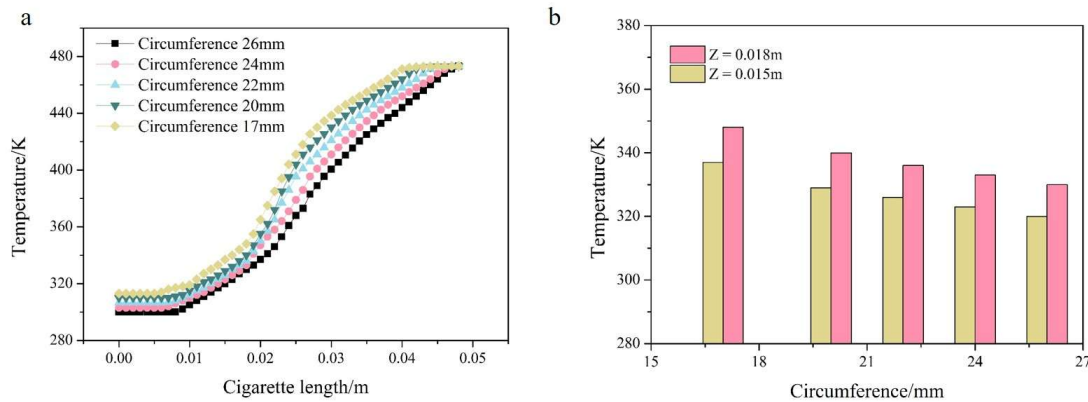 a
Circumference 26mm
Circumference 24mm
Circumference 22mm
Circumference 20mm
Circumference 17mm
480
440
400
360
320
280
Temperature/K
0.00 0.01 0.02 0.03 0.04 0.05
Cigarette length/m
b
Z = 0.018m
Z = 0.015m
380
360
340
320
300
280
Temperature/K
15 18 21 24 27
Circumference/mm